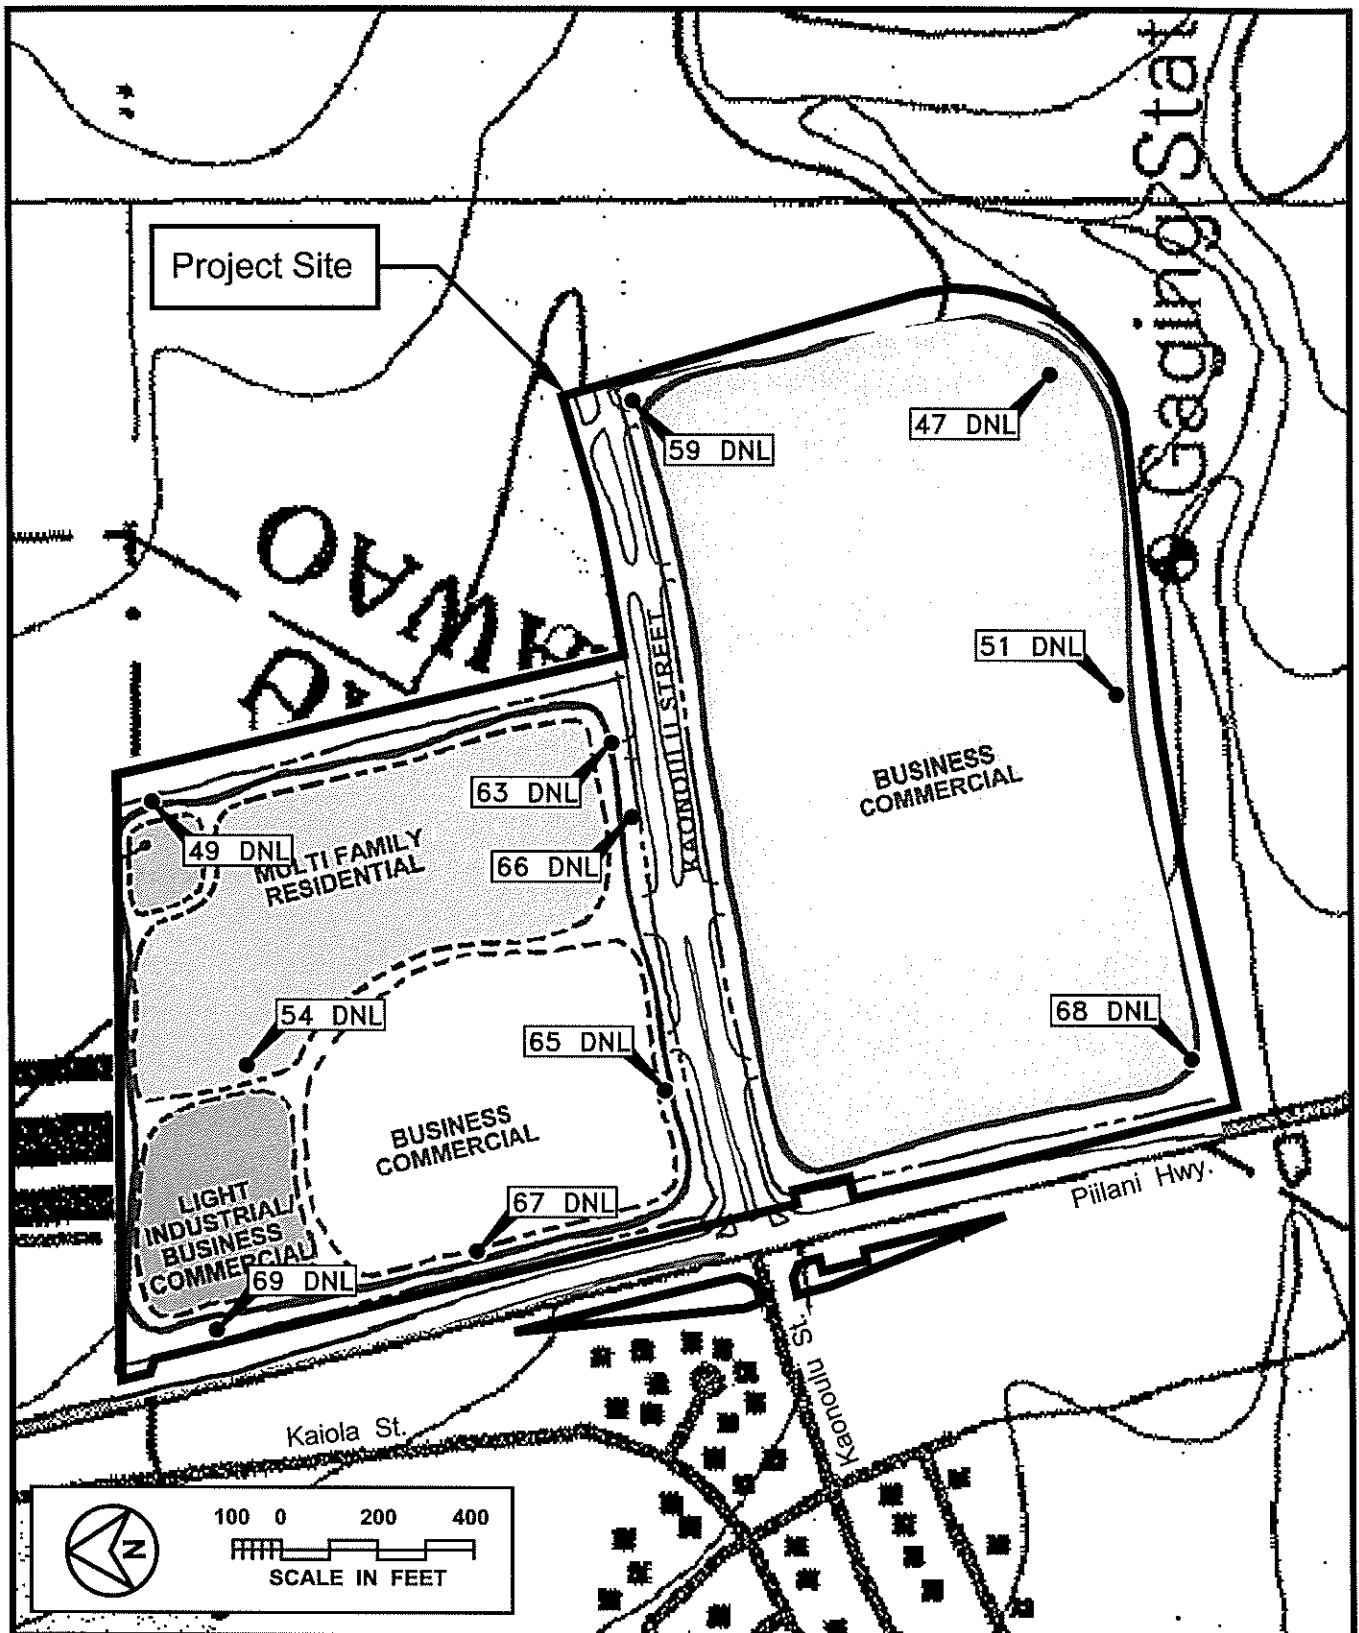 Gaging Stat
Project Site
47 DNL
59 DNL
51 DNL
BUSINESS
COMMERCIAL
63 DNL
66 DNL
49 DNL
MULTI FAMILY
RESIDENTIAL
54 DNL
65 DNL
68 DNL
BUSINESS
COMMERCIAL
LIGHT
INDUSTRIAL/
BUSINESS
COMMERCIAL
67 DNL
69 DNL
Piilani Hwy.
Kaonoulu St.
Kaiola St.
N
100 0 200 400
SCALE IN FEET